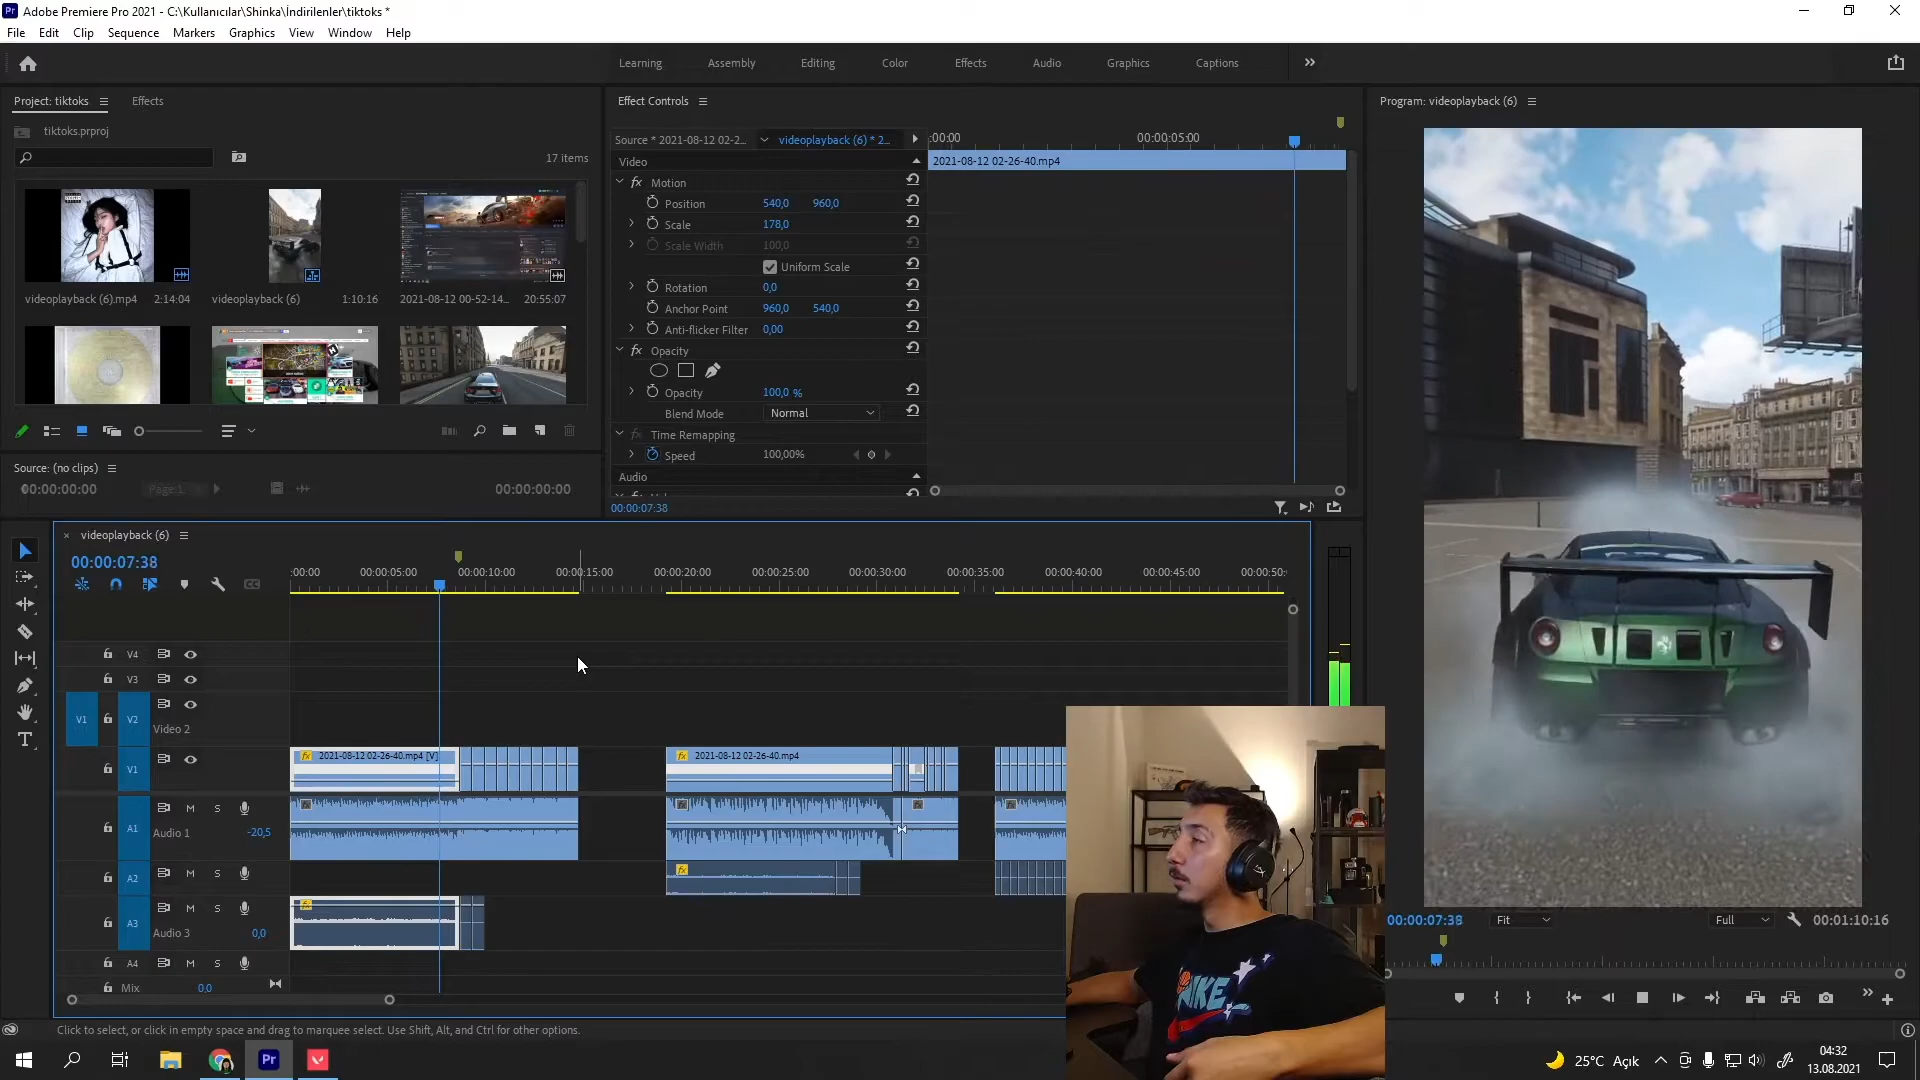 Adobe Premiere Pro 2021 - C:\Kullanıcılar\Shinka\İndirilenler\tiktoks *
File Edit Clip Sequence Markers Graphics View Window Help
Learning Assembly Editing Color Effects Audio Graphics Captions
Project: tiktoks Effects
tiktoks.prproj
17 items
videoplayback (6).mp4 2:14:04
videoplayback (6) 1:10:16
2021-08-12 00-52-14... 20:55:07
Source: (no clips)
00:00:00:00 Page 1 00:00:00:00
Effect Controls
Source * 2021-08-12 02-2... videoplayback (6) * 2...
:00:00 00:00:05:00
Video
2021-08-12 02-26-40.mp4
fx Motion
Position 540,0 960,0
Scale 178,0
Scale Width 100,0
Uniform Scale
Rotation 0,0
Anchor Point 960,0 540,0
Anti-flicker Filter 0,00
fx Opacity
Opacity 100,0 %
Blend Mode Normal
Time Remapping
Speed 100,00%
Audio
00:00:07:38
Program: videoplayback (6)
00:00:07:38 Fit Full 00:01:10:16
videoplayback (6)
00:00:07:38
:00:00 00:00:05:00 00:00:10:00 00:00:15:00 00:00:20:00 00:00:25:00 00:00:30:00 00:00:35:00 00:00:40:00 00:00:45:00 00:00:50:
V4
V3
V1 V2
Video 2
V1
fx 2021-08-12 02-26-40.mp4 [V]
fx 2021-08-12 02-26-40.mp4
A1 M S
Audio 1 -20,5
A2 M S
A3 M S
Audio 3 0,0
A4 M S
Mix 0,0
NIKE
Click to select, or click in empty space and drag to marquee select. Use Shift, Alt, and Ctrl for other options.
Pr
25°C Açık
04:32
13.08.2021